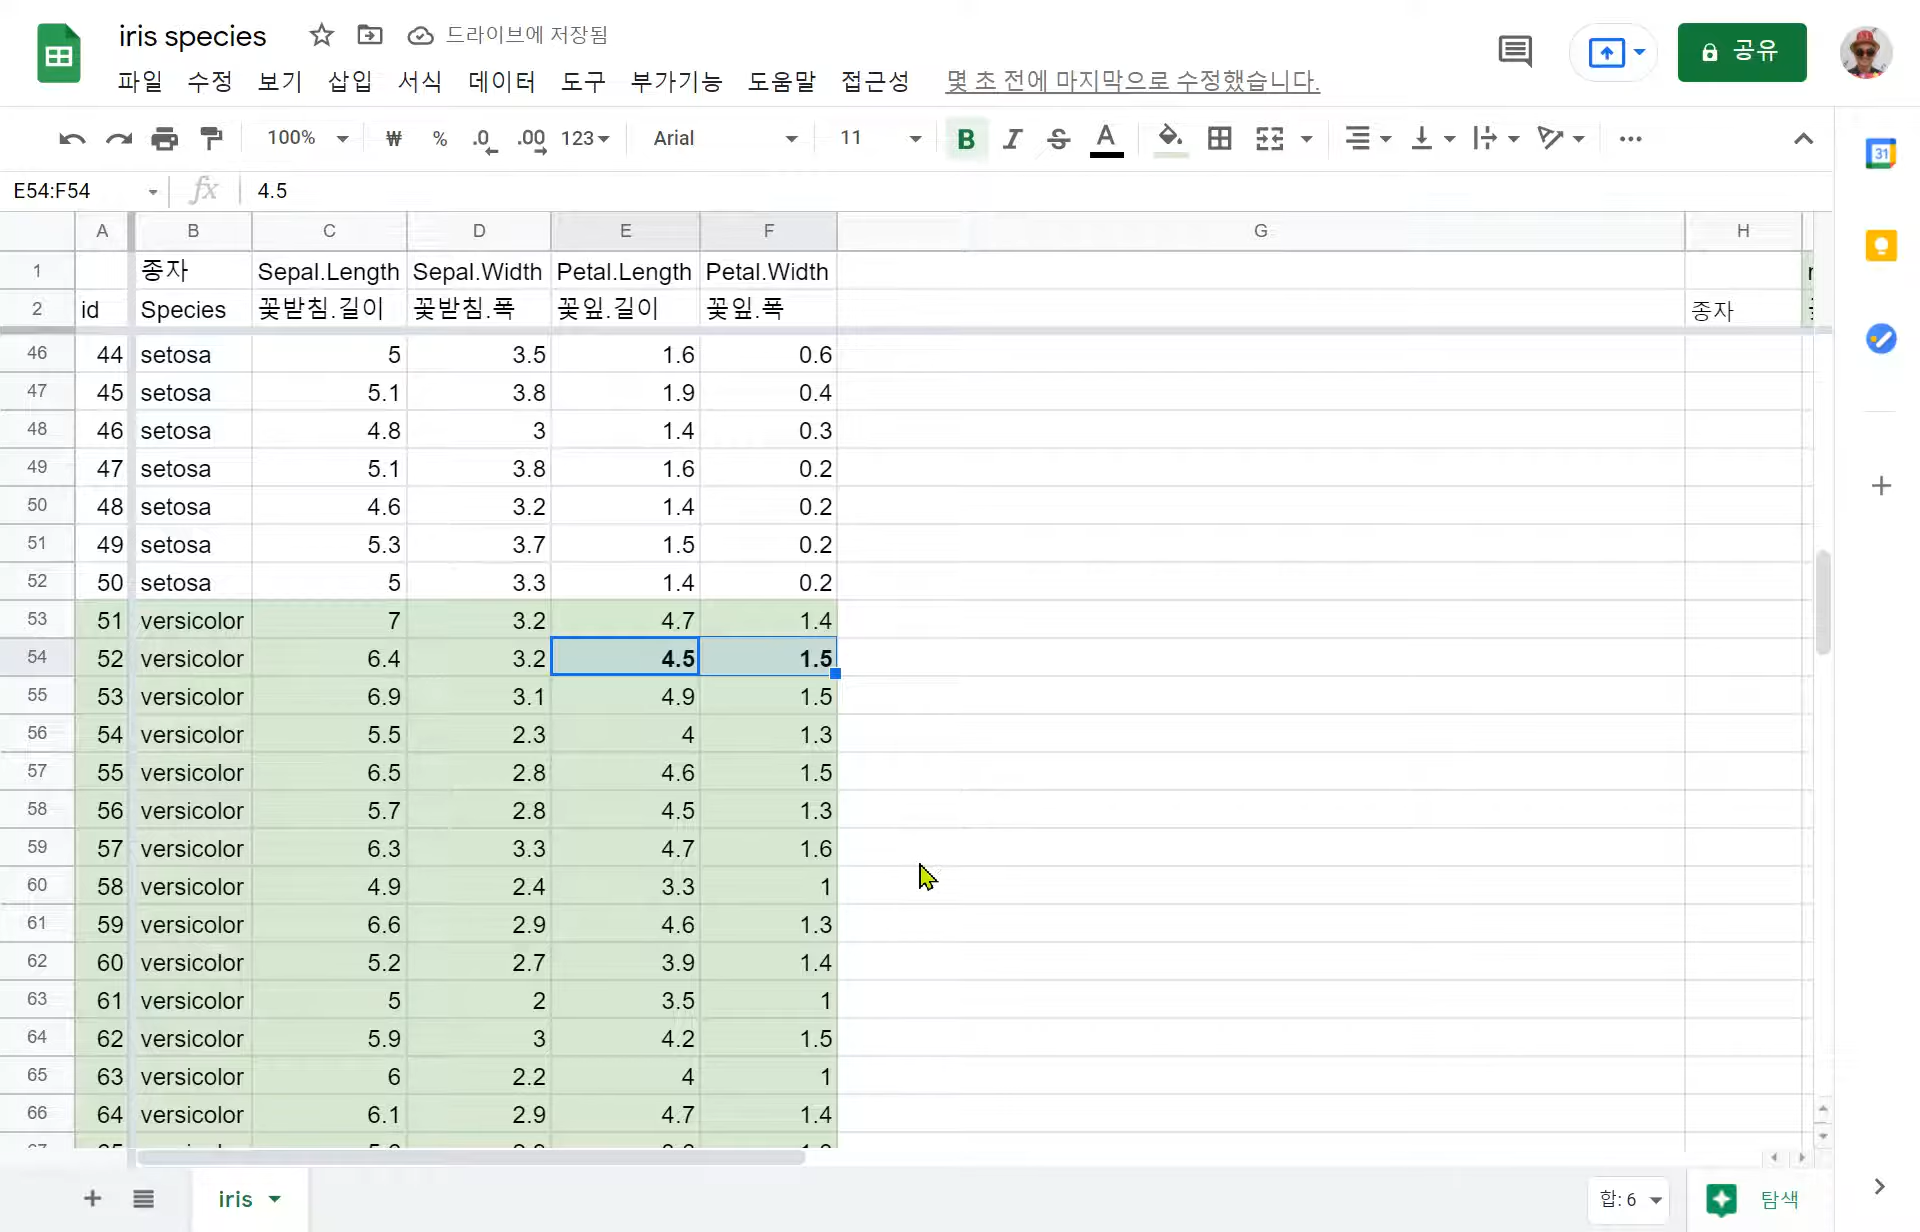 iris species 드라이브에 저장됨
파일 수정 보기 삽입 서식 데이터 도구 부가기능 도움말 접근성 몇 초 전에 마지막으로 수정했습니다.
공유
100% ₩ % .0 .00 123 Arial 11 B I S A
31
E54:F54 fx 4.5
A B C D E F G H
1 종자 Sepal.Length Sepal.Width Petal.Length Petal.Width
2 id Species 꽃받침.길이 꽃받침.폭 꽃잎.길이 꽃잎.폭 종자
46 44 setosa 5 3.5 1.6 0.6
47 45 setosa 5.1 3.8 1.9 0.4
48 46 setosa 4.8 3 1.4 0.3
49 47 setosa 5.1 3.8 1.6 0.2
50 48 setosa 4.6 3.2 1.4 0.2
51 49 setosa 5.3 3.7 1.5 0.2
52 50 setosa 5 3.3 1.4 0.2
53 51 versicolor 7 3.2 4.7 1.4
54 52 versicolor 6.4 3.2 4.5 1.5
55 53 versicolor 6.9 3.1 4.9 1.5
56 54 versicolor 5.5 2.3 4 1.3
57 55 versicolor 6.5 2.8 4.6 1.5
58 56 versicolor 5.7 2.8 4.5 1.3
59 57 versicolor 6.3 3.3 4.7 1.6
60 58 versicolor 4.9 2.4 3.3 1
61 59 versicolor 6.6 2.9 4.6 1.3
62 60 versicolor 5.2 2.7 3.9 1.4
63 61 versicolor 5 2 3.5 1
64 62 versicolor 5.9 3 4.2 1.5
65 63 versicolor 6 2.2 4 1
66 64 versicolor 6.1 2.9 4.7 1.4
iris 합: 6 탐색